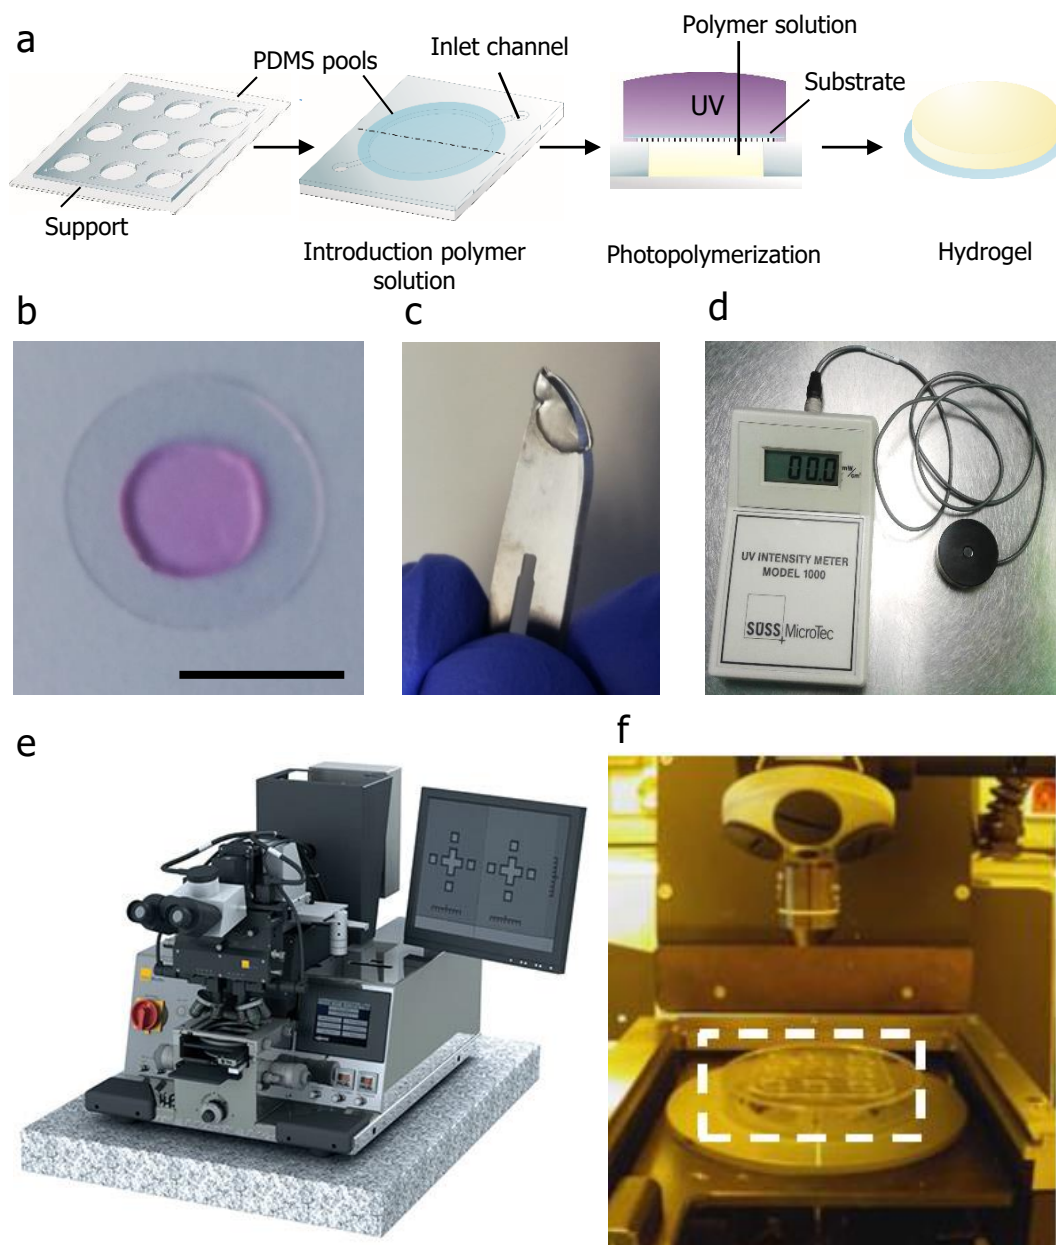 a
PDMS pools
Inlet channel
Polymer solution
Substrate
UV
Support
Introduction polymer
solution
Photopolymerization
Hydrogel
b
c
d
00.0
mW/
cm²
UV INTENSITY METER
MODEL 1000
SÜSS MicroTec
e
f